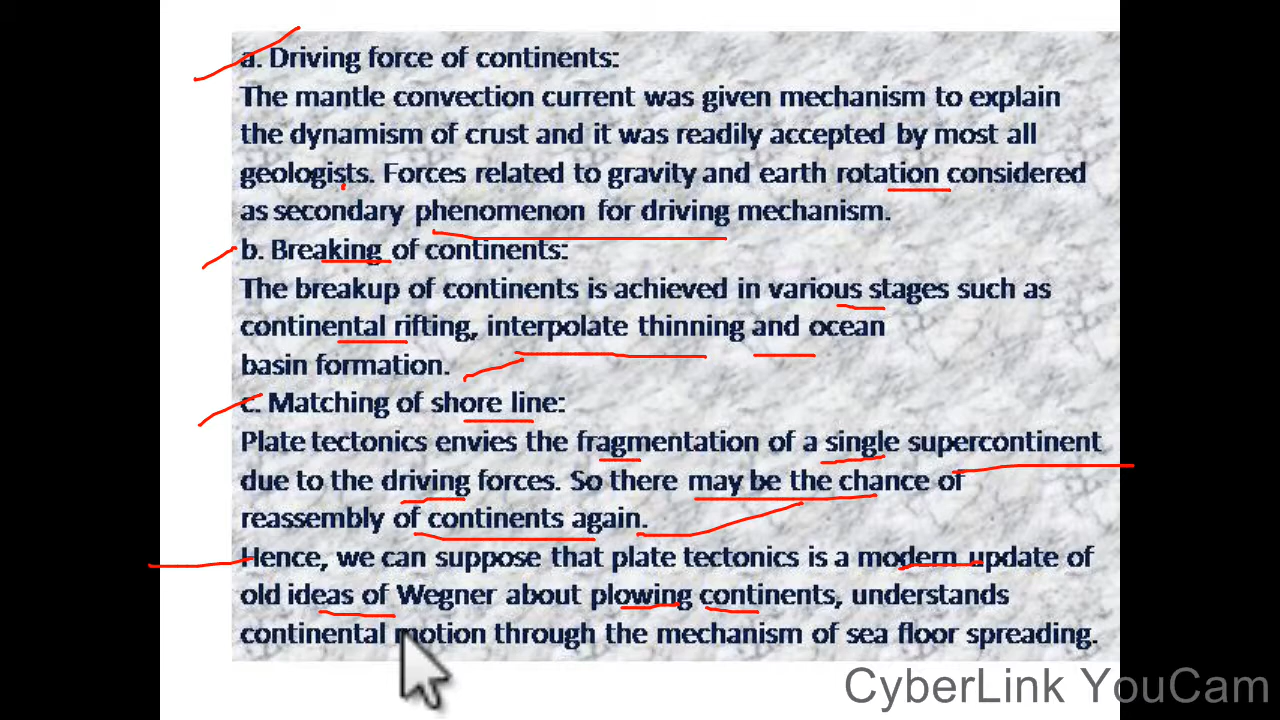 a. Driving force of continents:
The mantle convection current was given mechanism to explain
the dynamism of crust and it was readily accepted by most all
geologists. Forces related to gravity and earth rotation considered
as secondary phenomenon for driving mechanism.
b. Breaking of continents:
The breakup of continents is achieved in various stages such as
continental rifting, interpolate thinning and ocean
basin formation.
c. Matching of shore line:
Plate tectonics envies the fragmentation of a single supercontinent
due to the driving forces. So there may be the chance of
reassembly of continents again.
Hence, we can suppose that plate tectonics is a modern update of
old ideas of Wegner about plowing continents, understands
continental motion through the mechanism of sea floor spreading.
CyberLink YouCam